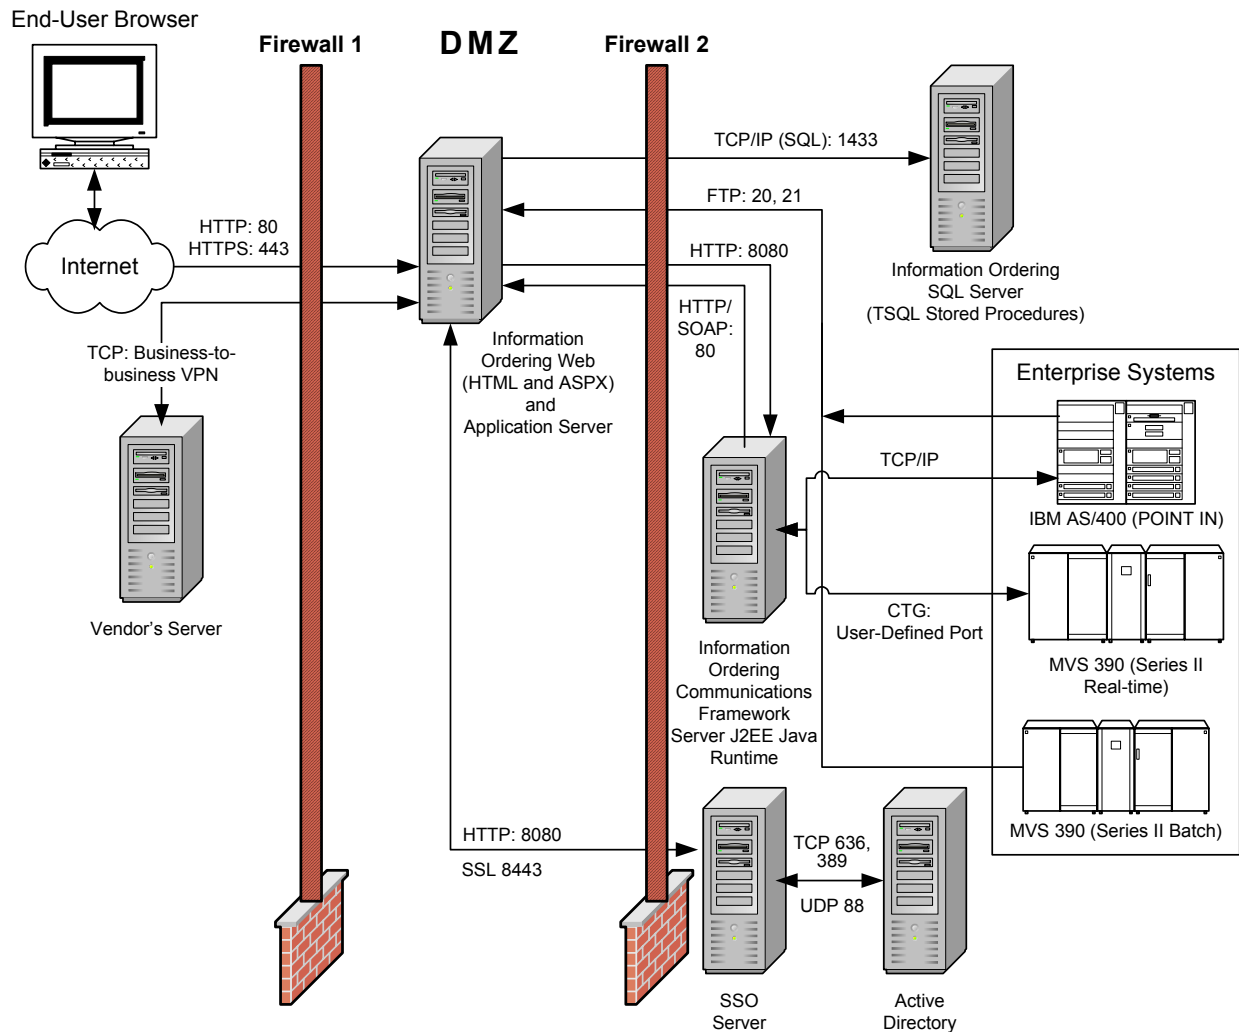 End-User Browser
Firewall 1
DMZ
Firewall 2
TCP/IP (SQL): 1433
FTP: 20, 21
HTTP: 80
HTTPS: 443
Internet
HTTP: 8080
HTTP/
SOAP:
80
Information Ordering
SQL Server
(TSQL Stored Procedures)
TCP: Business-to-
business VPN
Information
Ordering Web
(HTML and ASPX)
and
Application Server
Enterprise Systems
TCP/IP
IBM AS/400 (POINT IN)
Vendor's Server
CTG:
User-Defined Port
Information
Ordering
Communications
Framework
Server J2EE Java
Runtime
MVS 390 (Series II
Real-time)
MVS 390 (Series II Batch)
HTTP: 8080
SSL 8443
TCP 636,
389
UDP 88
SSO
Server
Active
Directory